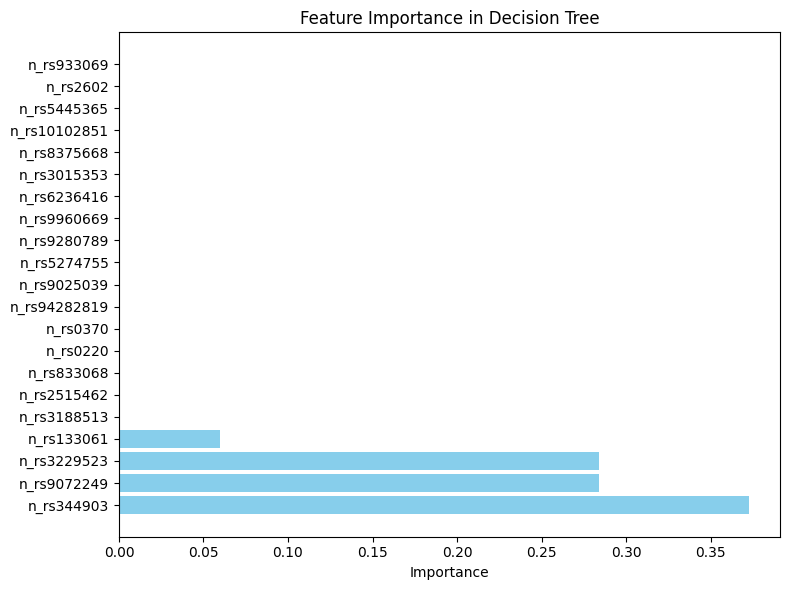 Feature Importance in Decision Tree
n_rs933069
n_rs2602
n_rs5445365
n_rs10102851
n_rs8375668
n_rs3015353
n_rs6236416
n_rs9960669
n_rs9280789
n_rs5274755
n_rs9025039
n_rs94282819
n_rs0370
n_rs0220
n_rs833068
n_rs2515462
n_rs3188513
n_rs133061
n_rs3229523
n_rs9072249
n_rs344903
0.00 0.05 0.10 0.15 0.20 0.25 0.30 0.35
Importance